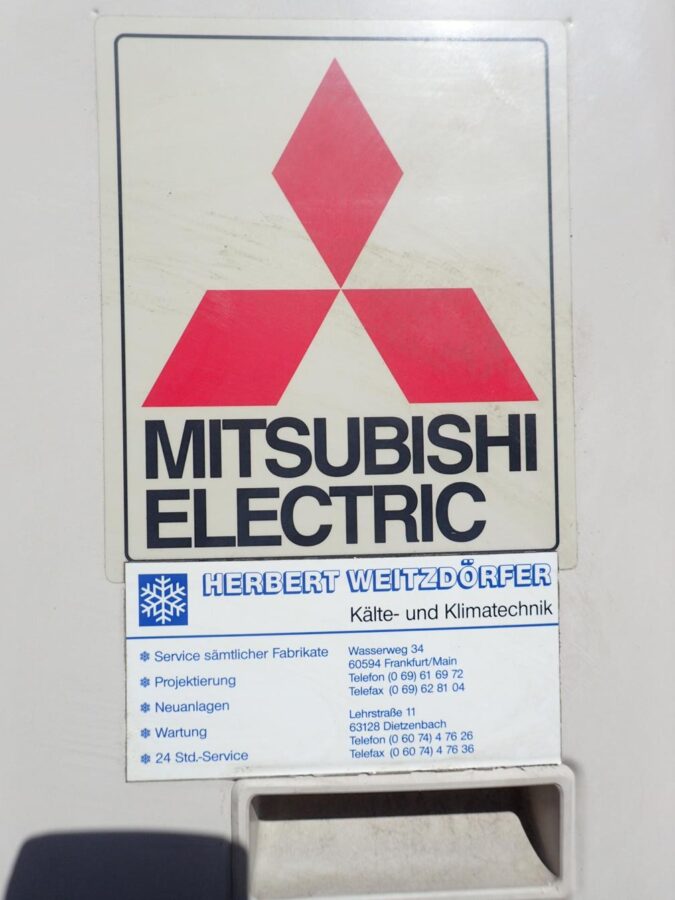 MITSUBISHI
ELECTRIC
HERBERT WEITZDÖRFER
Kälte- und Klimatechnik
Service sämtlicher Fabrikate
Projektierung
Neuanlagen
Wartung
24 Std.-Service
Wasserweg 34
60594 Frankfurt/Main
Telefon (0 69) 61 69 72
Telefax (0 69) 62 81 04
Lehrstraße 11
63128 Dietzenbach
Telefon (0 60 74) 4 76 26
Telefax (0 60 74) 4 76 36